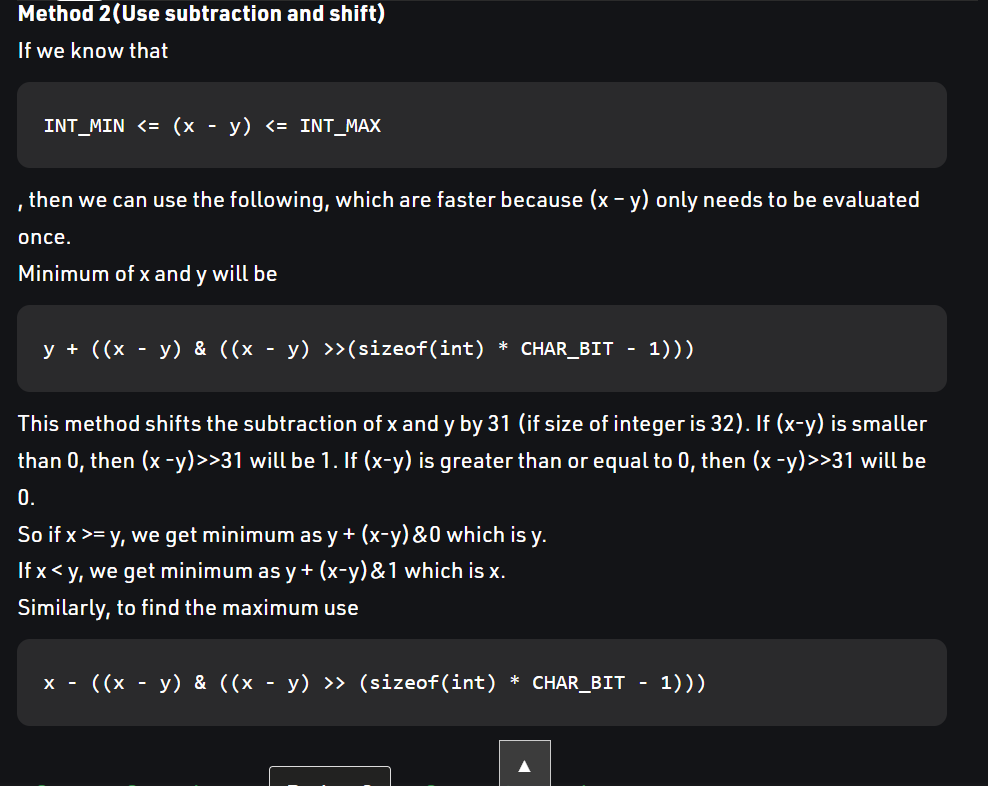 Method 2(Use subtraction and shift)
If we know that
INT_MIN <= (x - y) <= INT_MAX
, then we can use the following, which are faster because (x – y) only needs to be evaluated
once.
Minimum of x and y will be
y + ((x - y) & ((x - y) >>(sizeof(int) * CHAR_BIT - 1)))
This method shifts the subtraction of x and y by 31 (if size of integer is 32). If (x-y) is smaller
than 0, then (x -y)>>31 will be 1. If (x-y) is greater than or equal to 0, then (x -y)>>31 will be
0.
So if x >= y, we get minimum as y + (x-y)&0 which is y.
If x < y, we get minimum as y + (x-y)&1 which is x.
Similarly, to find the maximum use
x - ((x - y) & ((x - y) >> (sizeof(int) * CHAR_BIT - 1)))